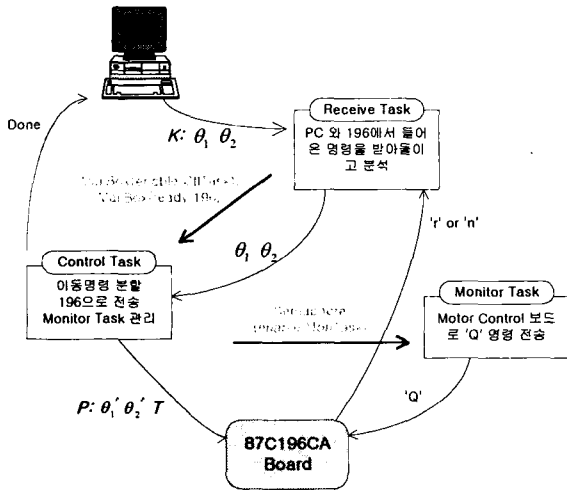 Done
K: θ₁ θ₂
Receive Task
PC 와 196에서 들어
온 명령을 받아들이
고 분석
θ₁ θ₂
'r' or 'n'
Control Task
이동명령 분할
196으로 전송
Monitor Task 관리
Monitor Task
Motor Control 보드
로 'Q' 명령 전송
P: θ₁′ θ₂′ T
'Q'
87C196CA
Board